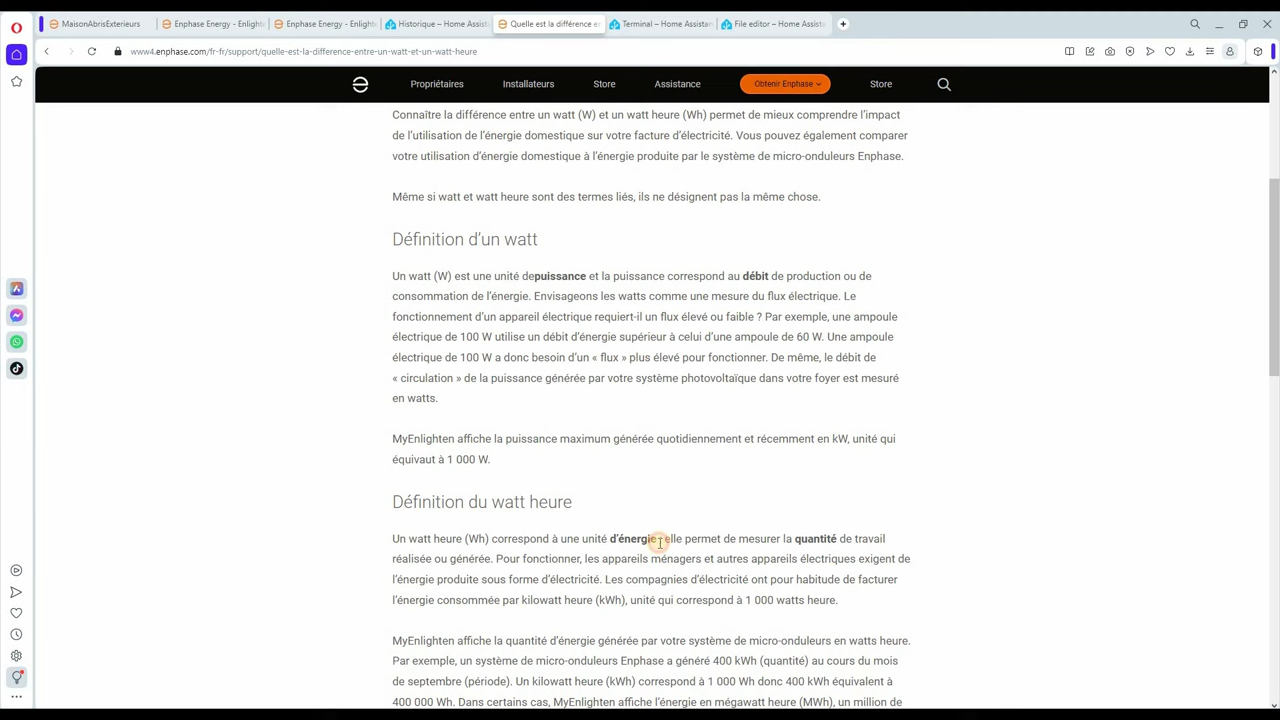 MaisonAbrisExterieurs
Enphase Energy - Enlighte
Enphase Energy - Enlighte
Historique – Home Assist
Quelle est la différence en
Terminal – Home Assistan
File editor – Home Assista
www4.enphase.com/fr-fr/support/quelle-est-la-difference-entre-un-watt-et-un-watt-heure
Propriétaires
Installateurs
Store
Assistance
Obtenir Enphase
Store
Connaître la différence entre un watt (W) et un watt heure (Wh) permet de mieux comprendre l’impact
de l’utilisation de l’énergie domestique sur votre facture d’électricité. Vous pouvez également comparer
votre utilisation d’énergie domestique à l’énergie produite par le système de micro-onduleurs Enphase.
Même si watt et watt heure sont des termes liés, ils ne désignent pas la même chose.
Définition d’un watt
Un watt (W) est une unité depuissance et la puissance correspond au débit de production ou de
consommation de l’énergie. Envisageons les watts comme une mesure du flux électrique. Le
fonctionnement d’un appareil électrique requiert-il un flux élevé ou faible ? Par exemple, une ampoule
électrique de 100 W utilise un débit d’énergie supérieur à celui d’une ampoule de 60 W. Une ampoule
électrique de 100 W a donc besoin d’un « flux » plus élevé pour fonctionner. De même, le débit de
« circulation » de la puissance générée par votre système photovoltaïque dans votre foyer est mesuré
en watts.
MyEnlighten affiche la puissance maximum générée quotidiennement et récemment en kW, unité qui
équivaut à 1 000 W.
Définition du watt heure
Un watt heure (Wh) correspond à une unité d’énergie elle permet de mesurer la quantité de travail
réalisée ou générée. Pour fonctionner, les appareils ménagers et autres appareils électriques exigent de
l’énergie produite sous forme d’électricité. Les compagnies d’électricité ont pour habitude de facturer
l’énergie consommée par kilowatt heure (kWh), unité qui correspond à 1 000 watts heure.
MyEnlighten affiche la quantité d’énergie générée par votre système de micro-onduleurs en watts heure.
Par exemple, un système de micro-onduleurs Enphase a généré 400 kWh (quantité) au cours du mois
de septembre (période). Un kilowatt heure (kWh) correspond à 1 000 Wh donc 400 kWh équivalent à
400 000 Wh. Dans certains cas, MyEnlighten affiche l’énergie en mégawatt heure (MWh), un million de